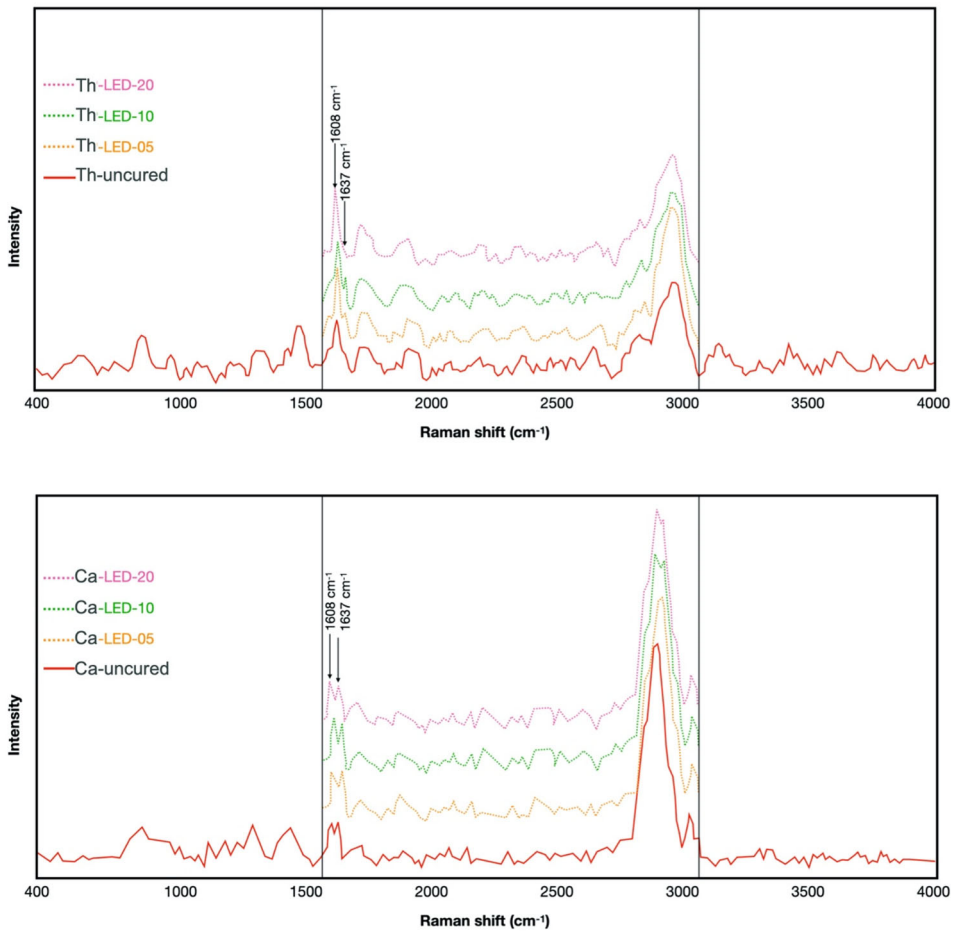 Th-LED-20
Th-LED-10
Th-LED-05
Th-uncured
1608 cm-1
1637 cm-1
Intensity
400 1000 1500 2000 2500 3000 3500 4000
Raman shift (cm-1)
Ca-LED-20
Ca-LED-10
Ca-LED-05
Ca-uncured
1608 cm-1
1637 cm-1
Intensity
400 1000 1500 2000 2500 3000 3500 4000
Raman shift (cm-1)